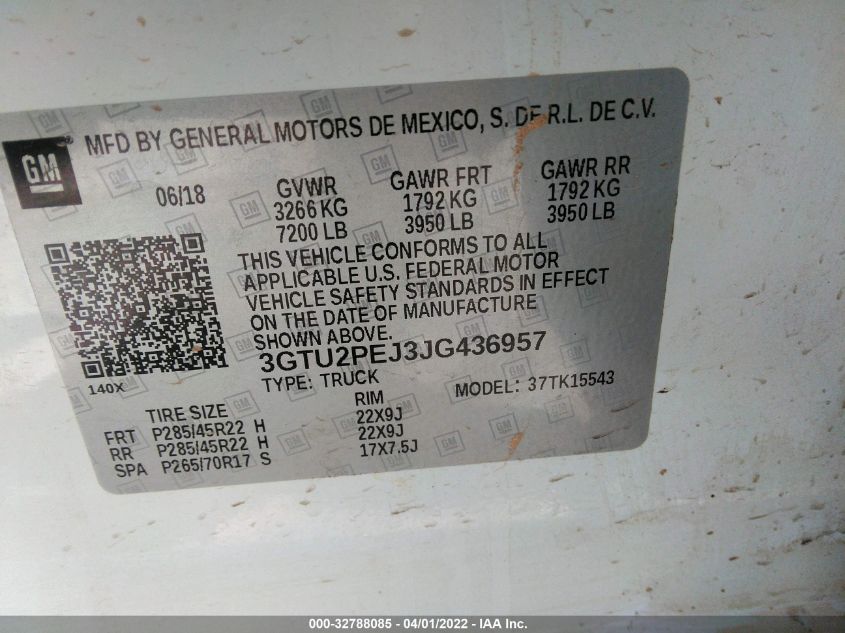 MFD BY GENERAL MOTORS DE MEXICO, S. DE R.L. DE C.V.
GM
06/18
GVWR GAWR FRT GAWR RR
3266 KG 1792 KG 1792 KG
7200 LB 3950 LB 3950 LB
THIS VEHICLE CONFORMS TO ALL
APPLICABLE U.S. FEDERAL MOTOR
VEHICLE SAFETY STANDARDS IN EFFECT
ON THE DATE OF MANUFACTURE
SHOWN ABOVE.
3GTU2PEJ3JG436957
140X
TYPE: TRUCK MODEL: 37TK15543
TIRE SIZE RIM
FRT P285/45R22 H 22X9J
RR P285/45R22 H 22X9J
SPA P265/70R17 S 17X7.5J
000-32788085 - 04/01/2022 - IAA Inc.